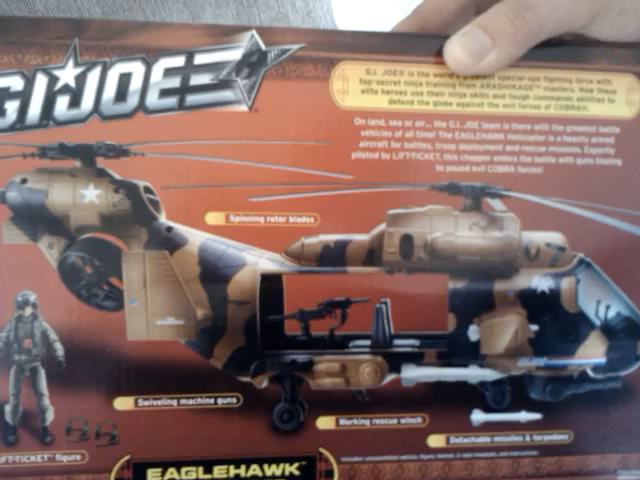 G.I. JOE
G.I. JOE® is the world's greatest special-ops fighting force with
top-secret ninja training from ARASHIKAGE™ masters. Now these
elite heroes use their ninja skills and tough commando abilities to
defend the globe against the evil forces of COBRA®.
On land, sea or air... the G.I. JOE team is there with the greatest battle
vehicles of all time! The EAGLEHAWK Helicopter is a heavily armed
aircraft for battles, troop deployment and rescue missions. Expertly
piloted by LIFT-TICKET, this chopper enters the battle with guns blazing
to pound evil COBRA forces!
Spinning rotor blades
Swiveling machine guns
Working rescue winch
Detachable missiles & torpedoes
IFT-TICKET™ figure
EAGLEHAWK™